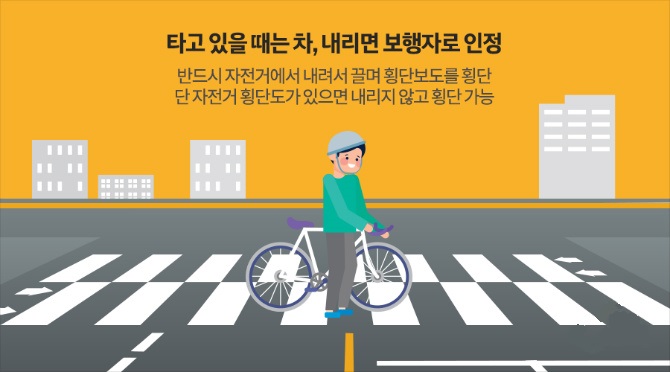 타고 있을 때는 차, 내리면 보행자로 인정
반드시 자전거에서 내려서 끌며 횡단보도를 횡단
단 자전거 횡단도가 있으면 내리지 않고 횡단 가능